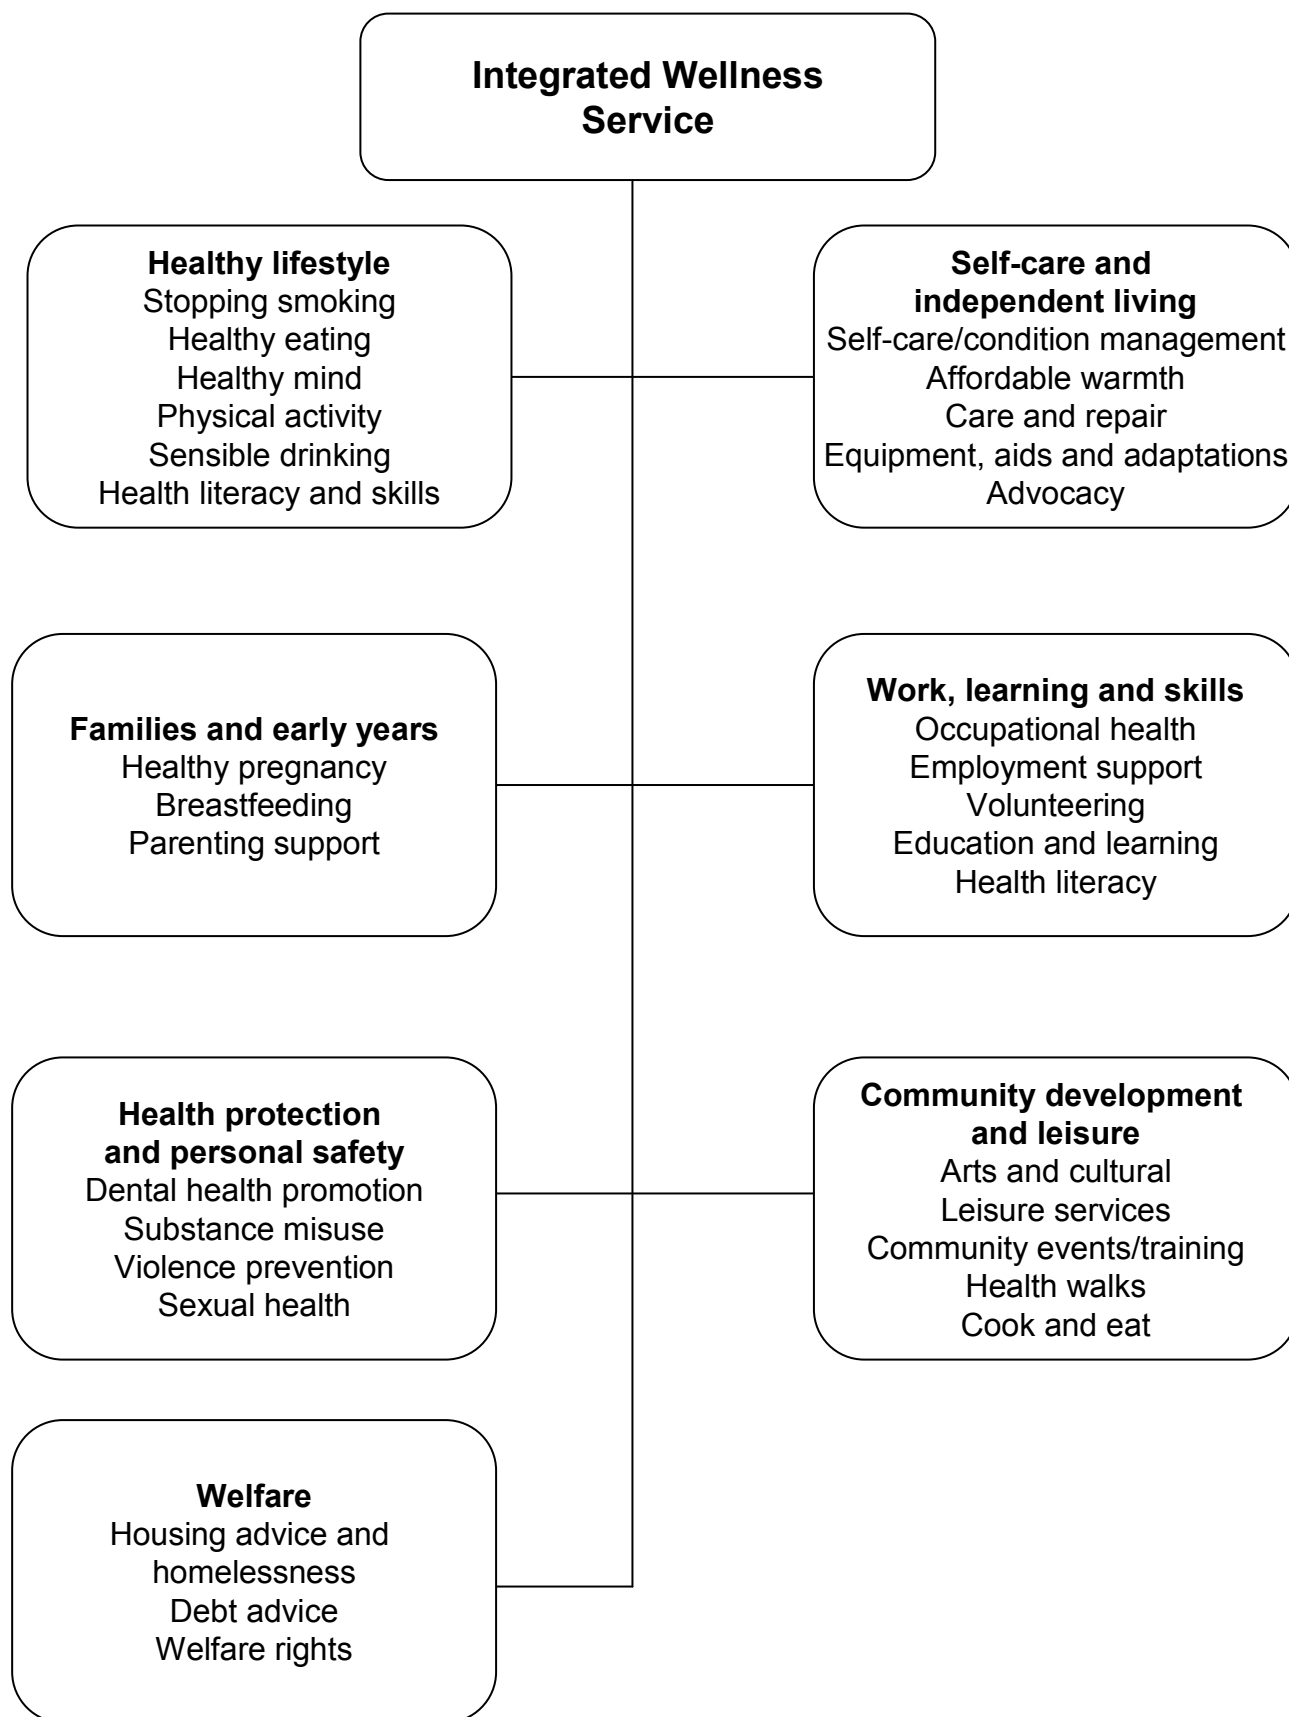 Integrated Wellness
Service
Healthy lifestyle
Stopping smoking
Healthy eating
Healthy mind
Physical activity
Sensible drinking
Health literacy and skills
Self-care and
independent living
Self-care/condition management
Affordable warmth
Care and repair
Equipment, aids and adaptations
Advocacy
Families and early years
Healthy pregnancy
Breastfeeding
Parenting support
Work, learning and skills
Occupational health
Employment support
Volunteering
Education and learning
Health literacy
Health protection
and personal safety
Dental health promotion
Substance misuse
Violence prevention
Sexual health
Community development
and leisure
Arts and cultural
Leisure services
Community events/training
Health walks
Cook and eat
Welfare
Housing advice and
homelessness
Debt advice
Welfare rights